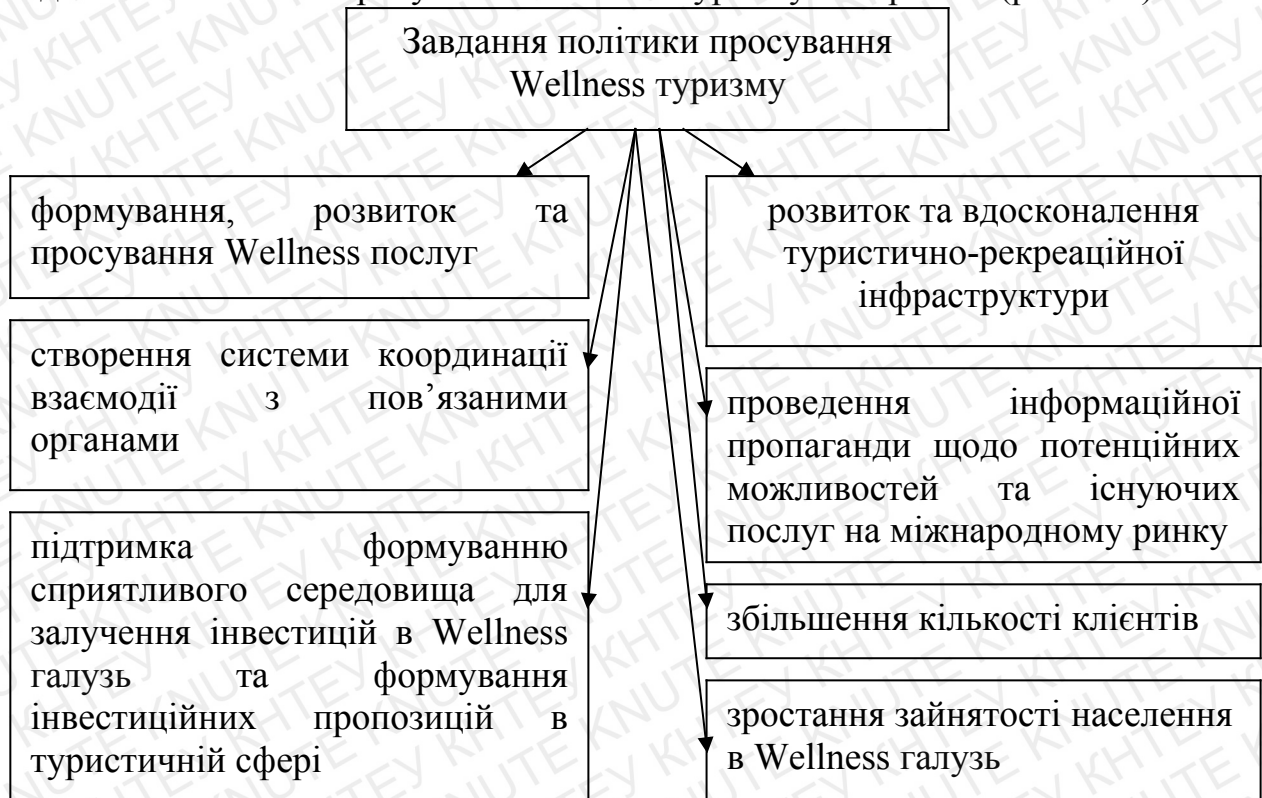 Завдання політики просування
Wellness туризму
формування, розвиток та
просування Wellness послуг
створення системи координації
взаємодії з пов’язаними
органами
підтримка формуванню
сприятливого середовища для
залучення інвестицій в Wellness
галузь та формування
інвестиційних пропозицій в
туристичній сфері
розвиток та вдосконалення
туристично-рекреаційної
інфраструктури
проведення інформаційної
пропаганди щодо потенційних
можливостей та існуючих
послуг на міжнародному ринку
збільшення кількості клієнтів
зростання зайнятості населення
в Wellness галузь